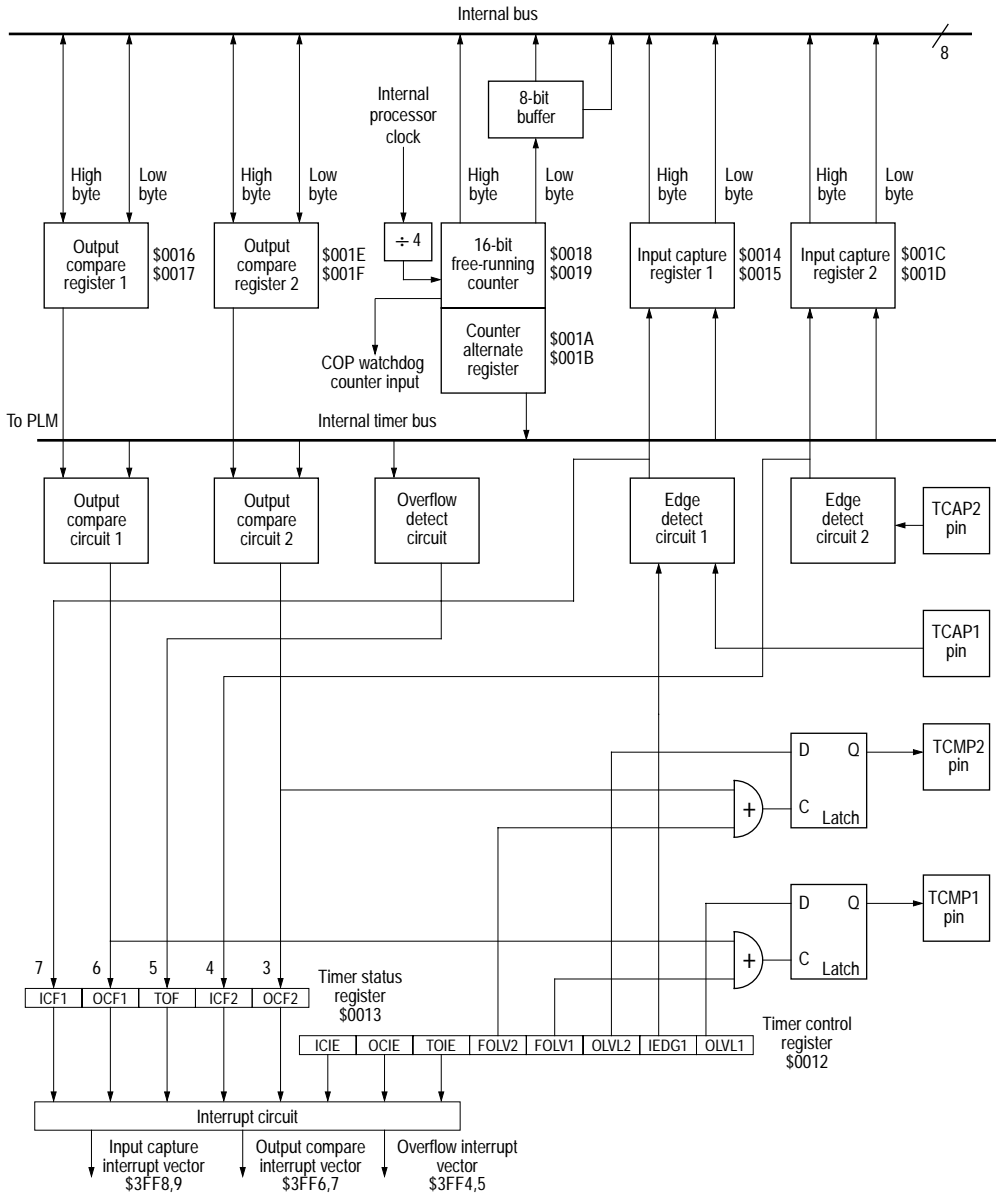 Internal bus
8
Internal
processor
clock
8-bit
buffer
High
byte
Low
byte
High
byte
Low
byte
High
byte
Low
byte
High
byte
Low
byte
High
byte
Low
byte
Output
compare
register 1
$0016
$0017
Output
compare
register 2
$001E
$001F
÷ 4
16-bit
free-running
counter
$0018
$0019
Input capture
register 1
$0014
$0015
Input capture
register 2
$001C
$001D
Counter
alternate
register
$001A
$001B
COP watchdog
counter input
To PLM
Internal timer bus
Output
compare
circuit 1
Output
compare
circuit 2
Overflow
detect
circuit
Edge
detect
circuit 1
Edge
detect
circuit 2
TCAP2
pin
TCAP1
pin
D Q
C
Latch
+
TCMP2
pin
D Q
C
Latch
+
TCMP1
pin
7 6 5 4 3
ICF1 OCF1 TOF ICF2 OCF2
Timer status
register
$0013
ICIE OCIE TOIE FOLV2 FOLV1 OLVL2 IEDG1 OLVL1
Timer control
register
$0012
Interrupt circuit
Input capture
interrupt vector
$3FF8,9
Output compare
interrupt vector
$3FF6,7
Overflow interrupt
vector
$3FF4,5